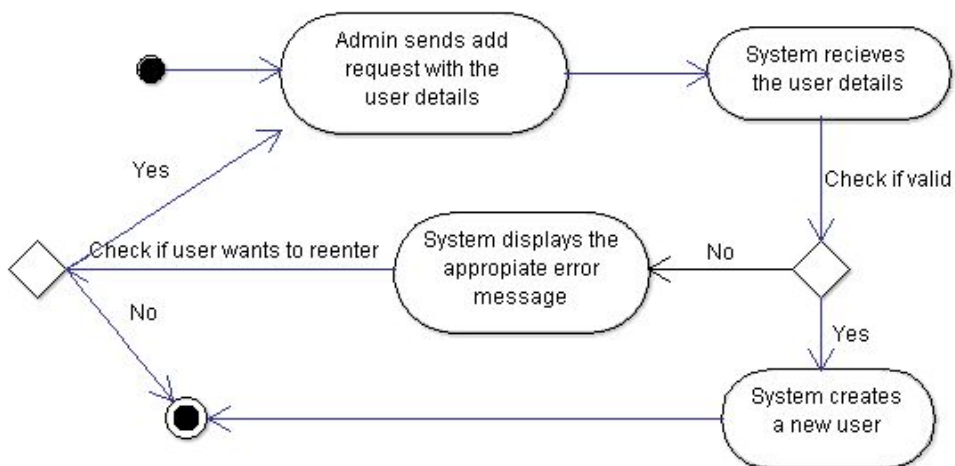 Admin sends add
request with the
user details
System recieves
the user details
Yes
Check if valid
Check if user wants to reenter
System displays the
appropiate error
message
No
No
Yes
System creates
a new user